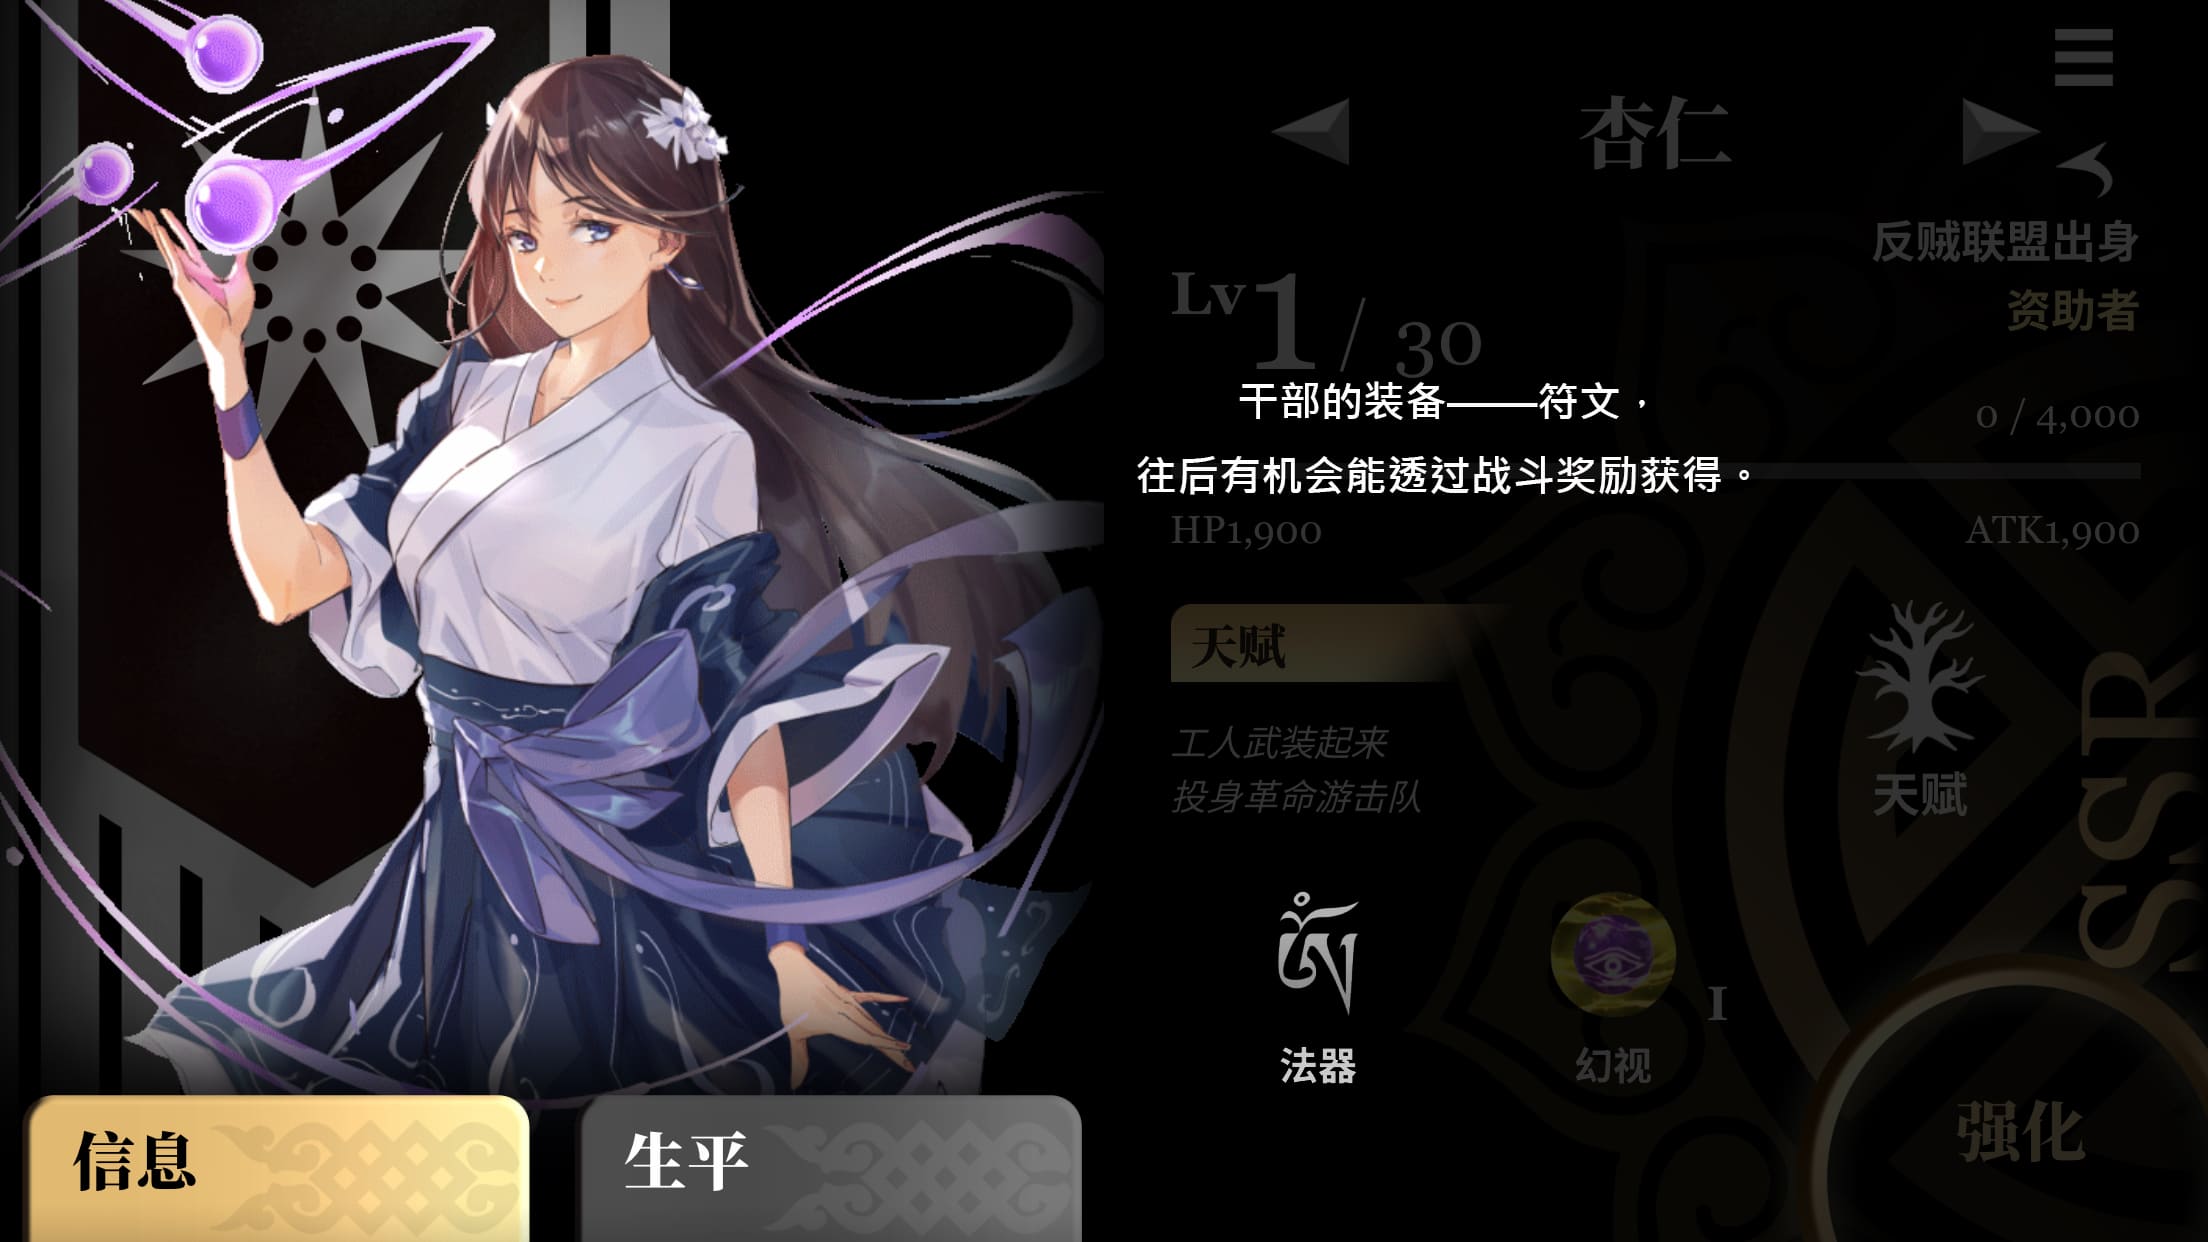 杏仁
反贼联盟出身
资助者
Lv1 / 30
干部的装备——符文，
0 / 4,000
往后有机会能透过战斗奖励获得。
HP1,900
ATK1,900
天赋
工人武装起来
投身革命游击队
天赋
SSR
ༀ
I
法器
幻视
强化
信息
生平